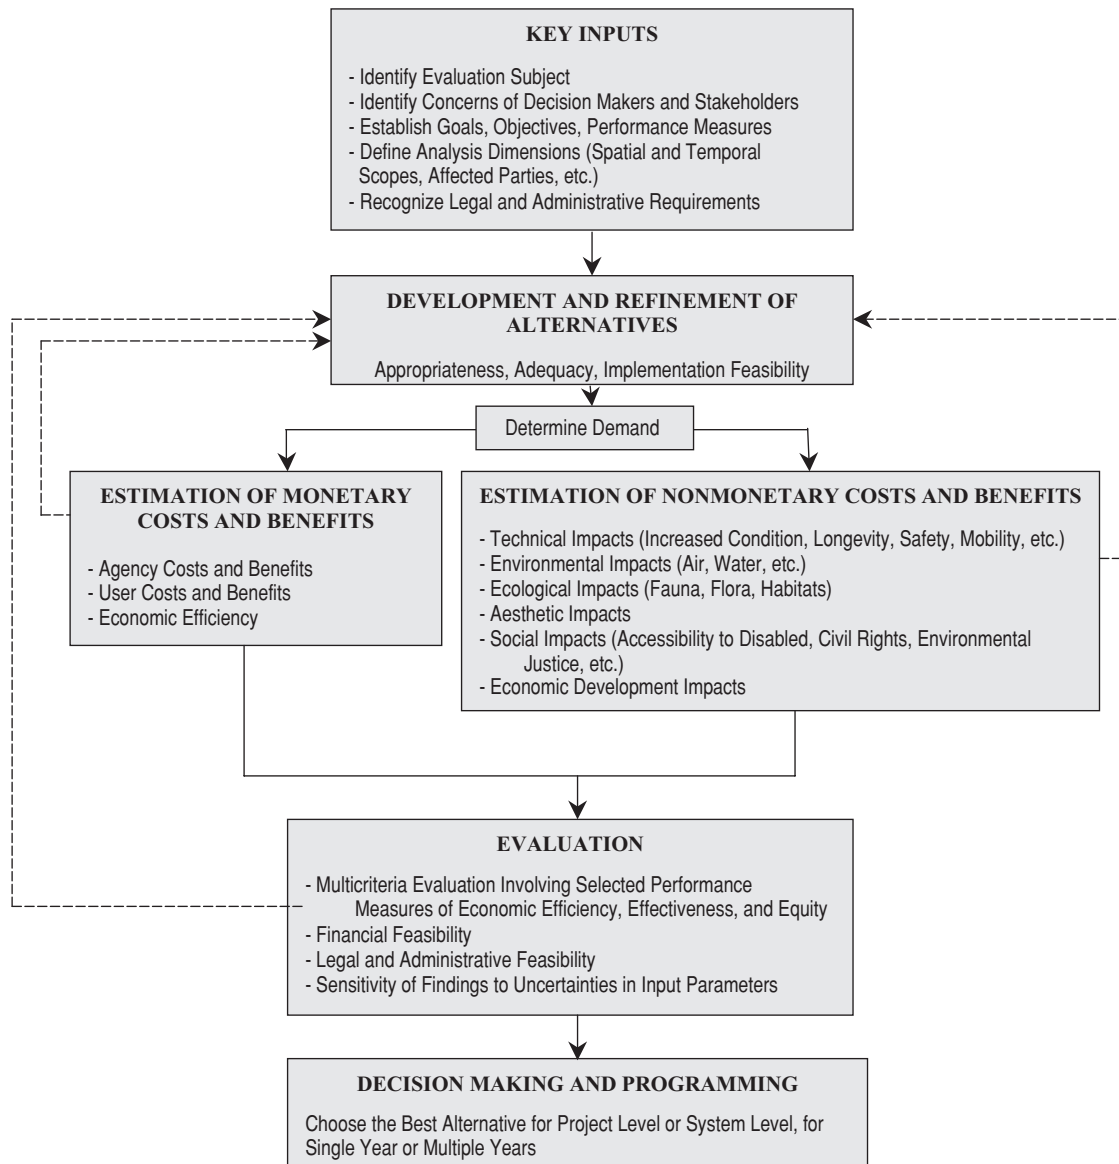 KEY INPUTS
- Identify Evaluation Subject
- Identify Concerns of Decision Makers and Stakeholders
- Establish Goals, Objectives, Performance Measures
- Define Analysis Dimensions (Spatial and Temporal
Scopes, Affected Parties, etc.)
- Recognize Legal and Administrative Requirements
DEVELOPMENT AND REFINEMENT OF
ALTERNATIVES
Appropriateness, Adequacy, Implementation Feasibility
Determine Demand
ESTIMATION OF MONETARY
COSTS AND BENEFITS
- Agency Costs and Benefits
- User Costs and Benefits
- Economic Efficiency
ESTIMATION OF NONMONETARY COSTS AND BENEFITS
- Technical Impacts (Increased Condition, Longevity, Safety, Mobility, etc.)
- Environmental Impacts (Air, Water, etc.)
- Ecological Impacts (Fauna, Flora, Habitats)
- Aesthetic Impacts
- Social Impacts (Accessibility to Disabled, Civil Rights, Environmental
Justice, etc.)
- Economic Development Impacts
EVALUATION
- Multicriteria Evaluation Involving Selected Performance
Measures of Economic Efficiency, Effectiveness, and Equity
- Financial Feasibility
- Legal and Administrative Feasibility
- Sensitivity of Findings to Uncertainties in Input Parameters
DECISION MAKING AND PROGRAMMING
Choose the Best Alternative for Project Level or System Level, for
Single Year or Multiple Years